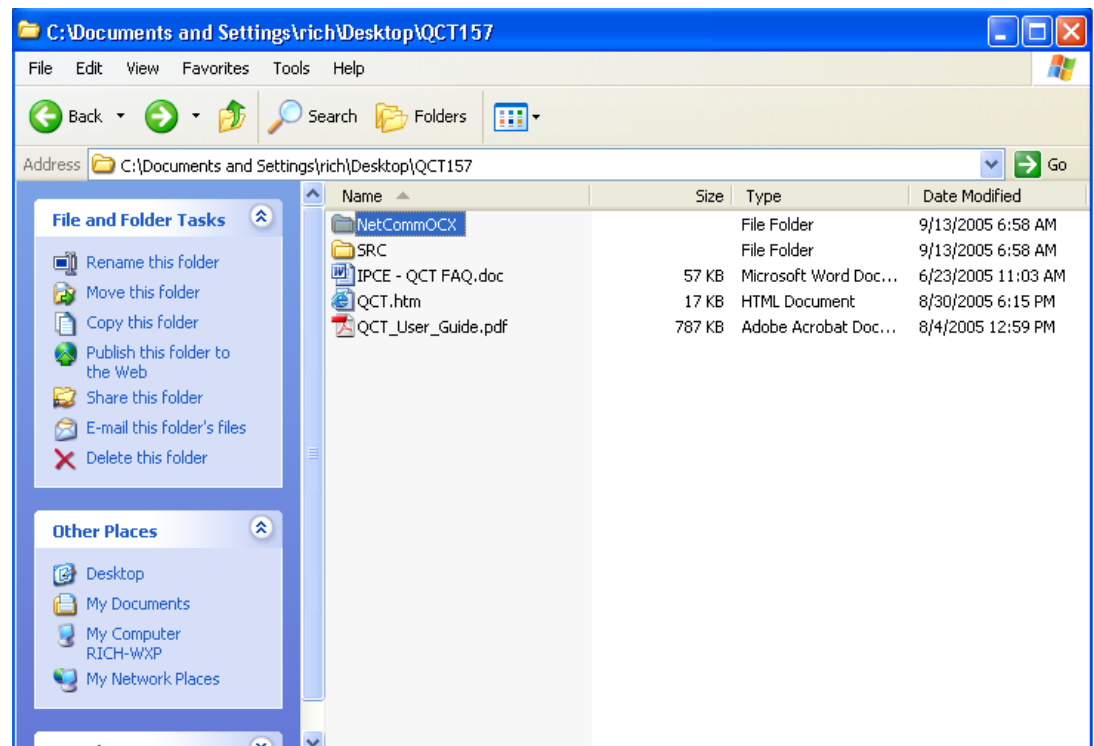 C:\Documents and Settings\rich\Desktop\QCT157
File Edit View Favorites Tools Help
Back Search Folders
Address C:\Documents and Settings\rich\Desktop\QCT157 Go
Name Size Type Date Modified
NetCommOCX File Folder 9/13/2005 6:58 AM
SRC File Folder 9/13/2005 6:58 AM
IPCE - QCT FAQ.doc 57 KB Microsoft Word Doc... 6/23/2005 11:03 AM
QCT.htm 17 KB HTML Document 8/30/2005 6:15 PM
QCT_User_Guide.pdf 787 KB Adobe Acrobat Doc... 8/4/2005 12:59 PM
File and Folder Tasks
Rename this folder
Move this folder
Copy this folder
Publish this folder to
the Web
Share this folder
E-mail this folder's files
Delete this folder
Other Places
Desktop
My Documents
My Computer
RICH-WXP
My Network Places